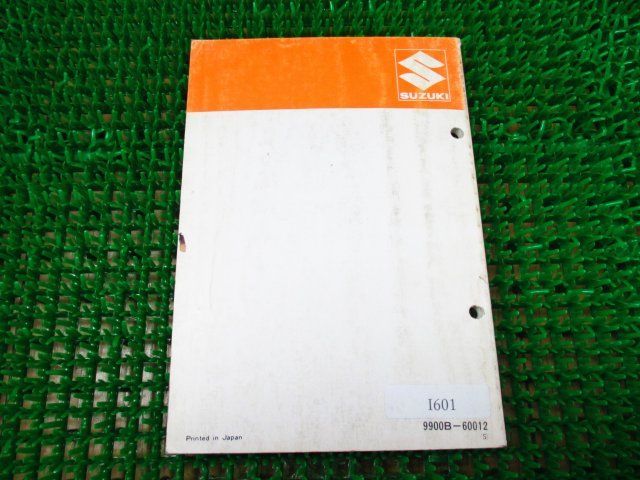 SUZUKI
I601
9900B-60012
Printed in Japan